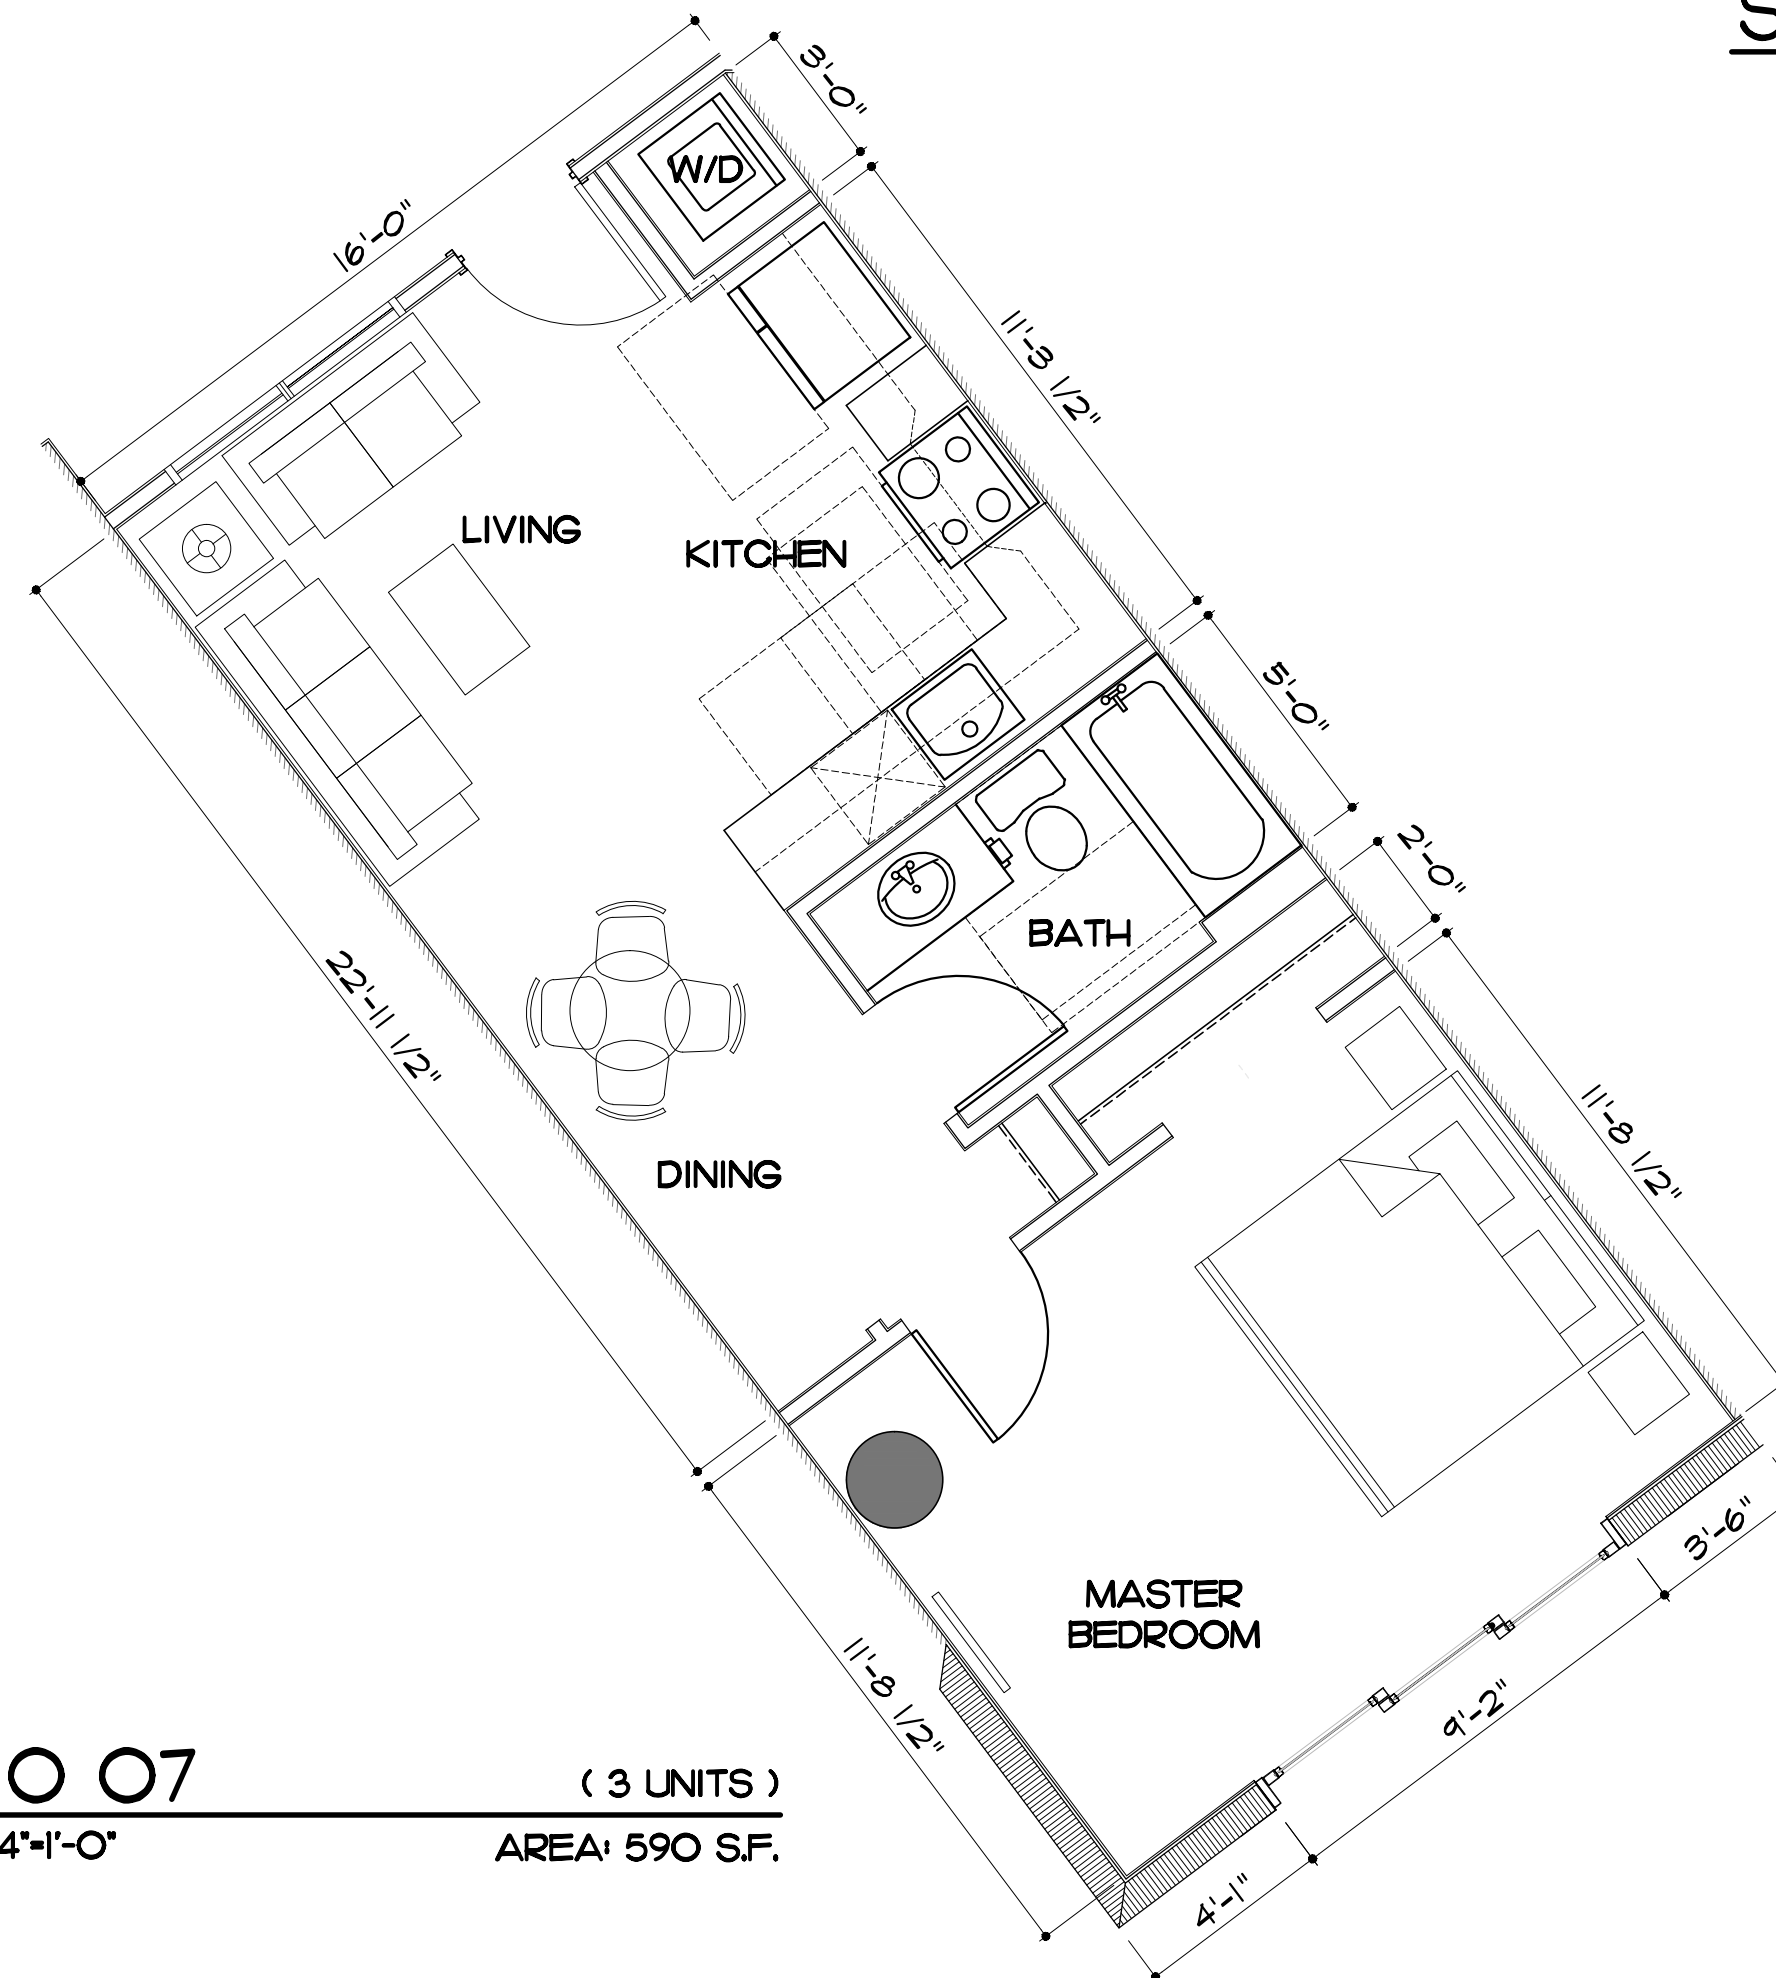 3'-0"
16'-0"
W/D
11'-3 1/2"
LIVING
KITCHEN
5'-0"
2'-0"
BATH
22'-11 1/2"
11'-8 1/2"
DINING
3'-6"
MASTER
BEDROOM
11'-8 1/2"
9'-2"
O 07
( 3 UNITS )
4"=1'-0"
AREA: 590 S.F.
4'-1"